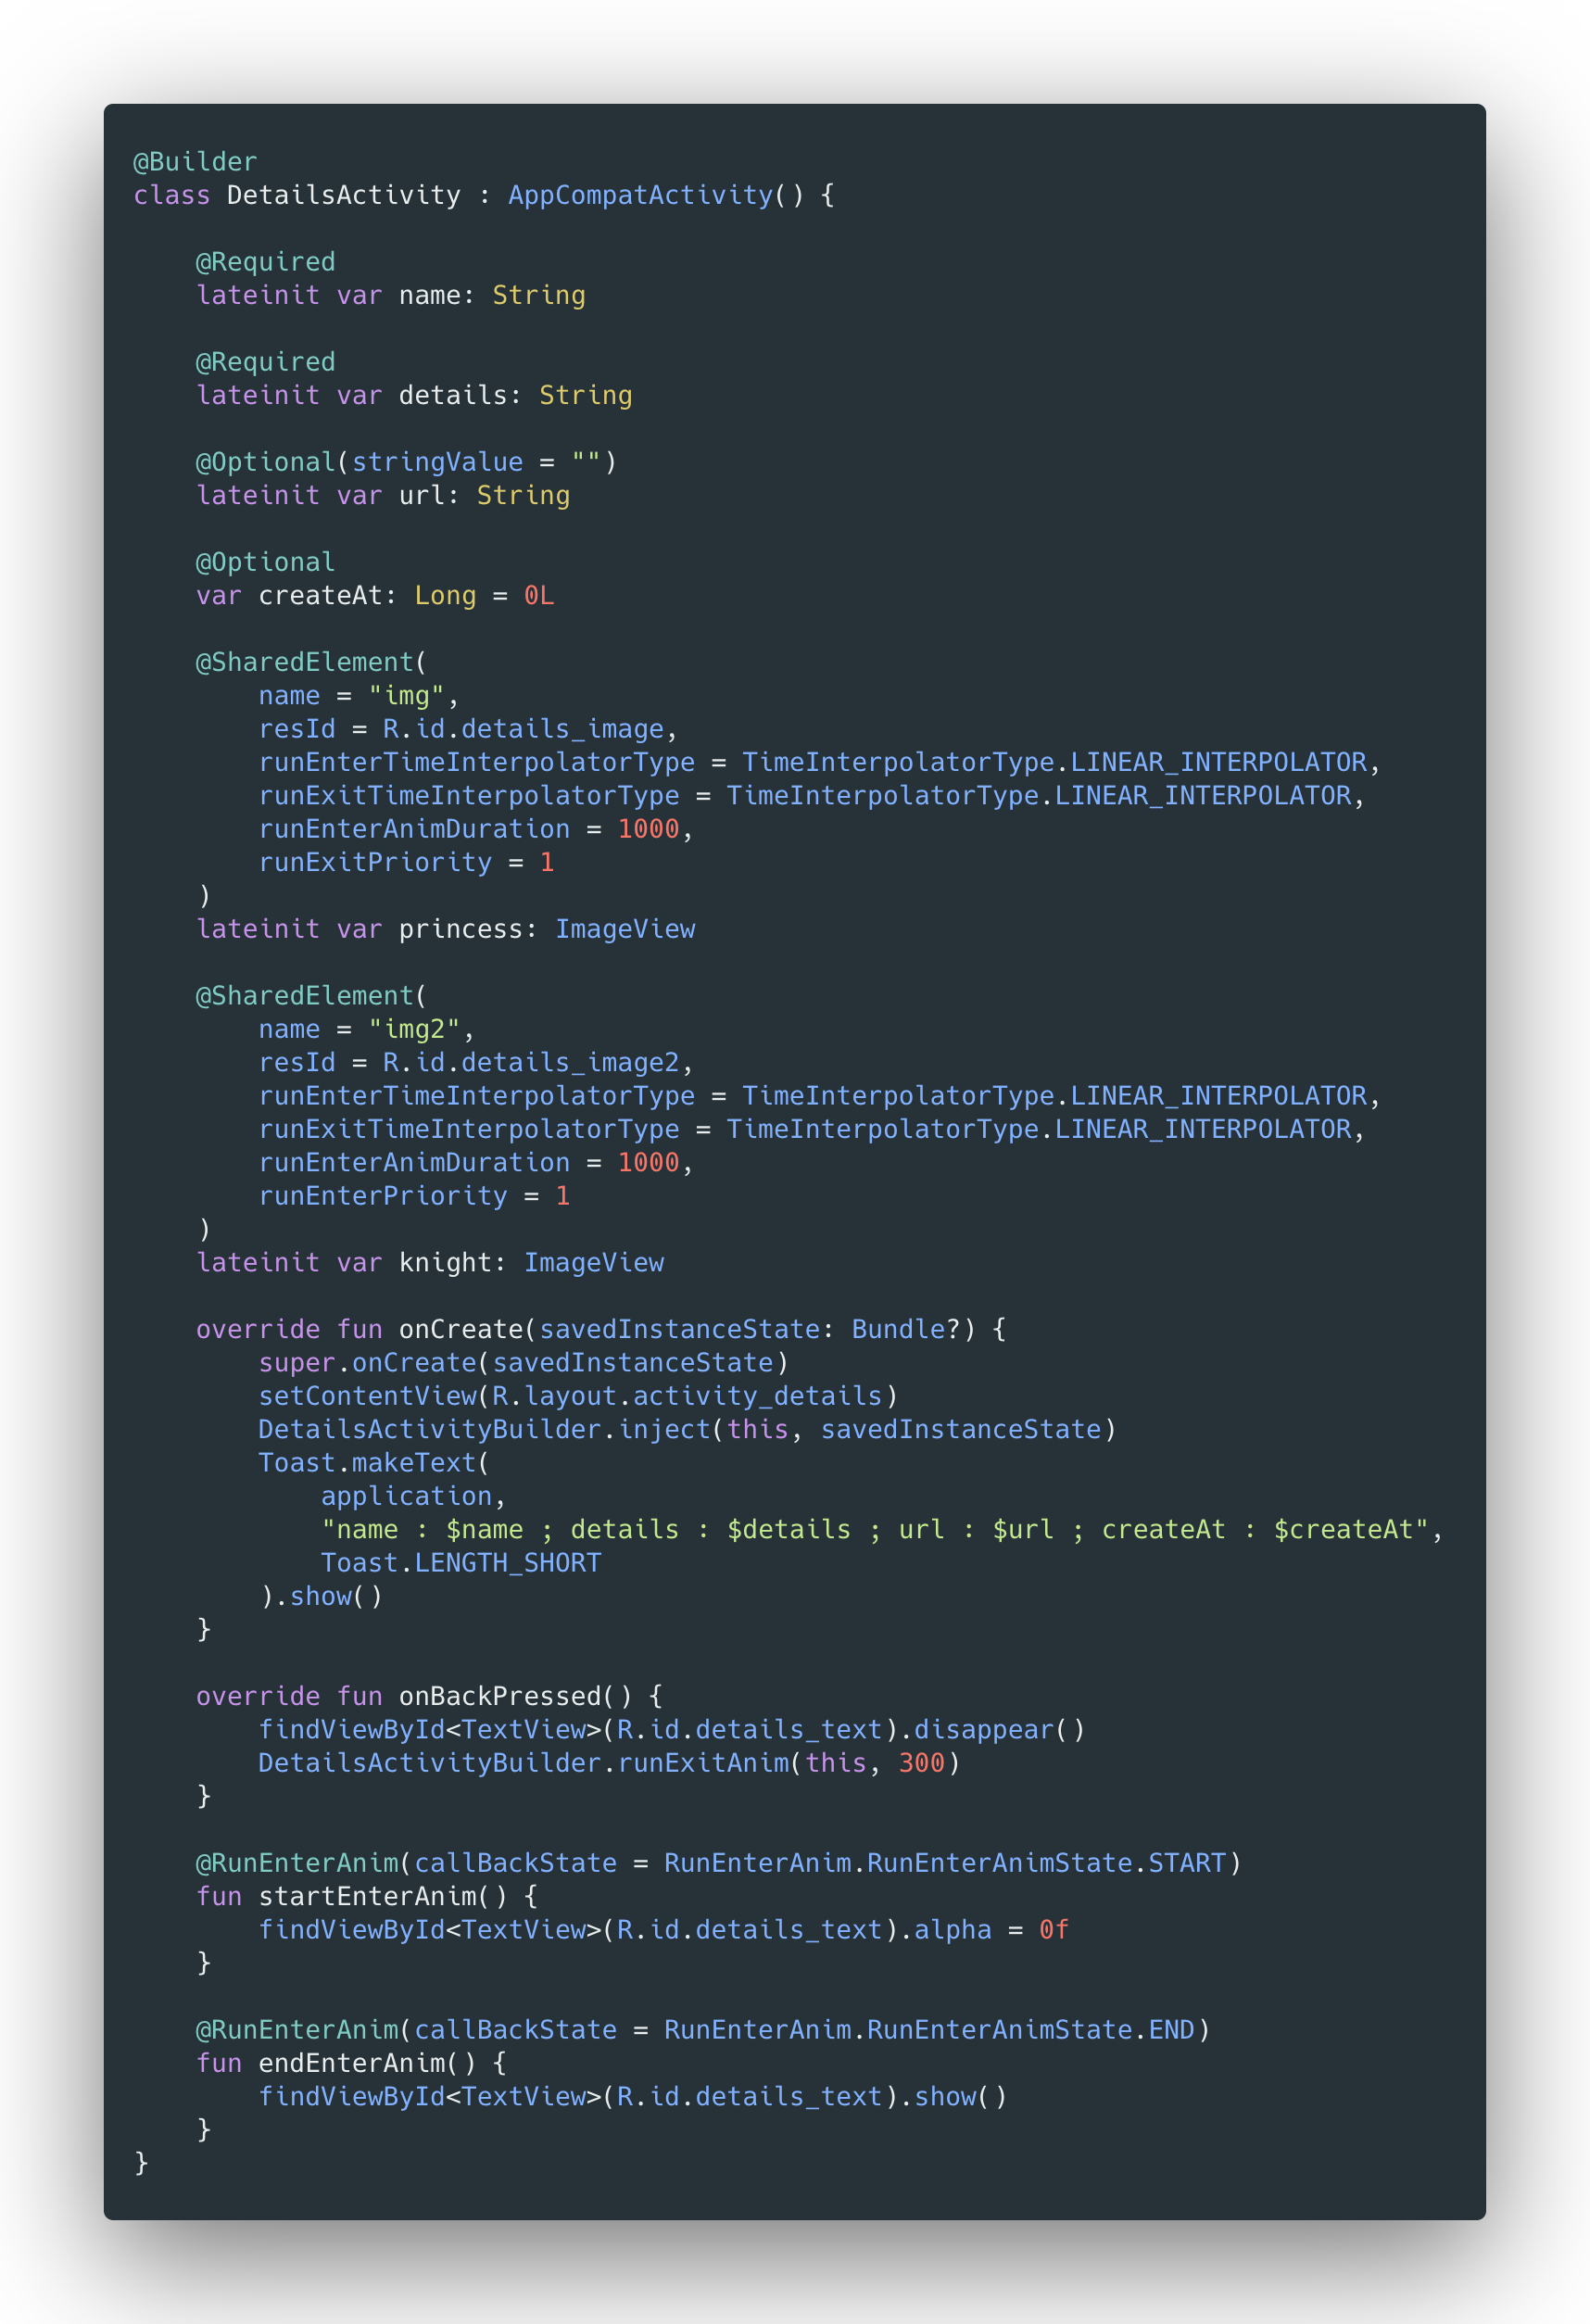 @Builder
class DetailsActivity : AppCompatActivity() {

    @Required
    lateinit var name: String

    @Required
    lateinit var details: String

    @Optional(stringValue = "")
    lateinit var url: String

    @Optional
    var createAt: Long = 0L

    @SharedElement(
        name = "img",
        resId = R.id.details_image,
        runEnterTimeInterpolatorType = TimeInterpolatorType.LINEAR_INTERPOLATOR,
        runExitTimeInterpolatorType = TimeInterpolatorType.LINEAR_INTERPOLATOR,
        runEnterAnimDuration = 1000,
        runExitPriority = 1
    )
    lateinit var princess: ImageView

    @SharedElement(
        name = "img2",
        resId = R.id.details_image2,
        runEnterTimeInterpolatorType = TimeInterpolatorType.LINEAR_INTERPOLATOR,
        runExitTimeInterpolatorType = TimeInterpolatorType.LINEAR_INTERPOLATOR,
        runEnterAnimDuration = 1000,
        runEnterPriority = 1
    )
    lateinit var knight: ImageView

    override fun onCreate(savedInstanceState: Bundle?) {
        super.onCreate(savedInstanceState)
        setContentView(R.layout.activity_details)
        DetailsActivityBuilder.inject(this, savedInstanceState)
        Toast.makeText(
            application,
            "name : $name ; details : $details ; url : $url ; createAt : $createAt",
            Toast.LENGTH_SHORT
        ).show()
    }

    override fun onBackPressed() {
        findViewById<TextView>(R.id.details_text).disappear()
        DetailsActivityBuilder.runExitAnim(this, 300)
    }

    @RunEnterAnim(callBackState = RunEnterAnim.RunEnterAnimState.START)
    fun startEnterAnim() {
        findViewById<TextView>(R.id.details_text).alpha = 0f
    }

    @RunEnterAnim(callBackState = RunEnterAnim.RunEnterAnimState.END)
    fun endEnterAnim() {
        findViewById<TextView>(R.id.details_text).show()
    }
}